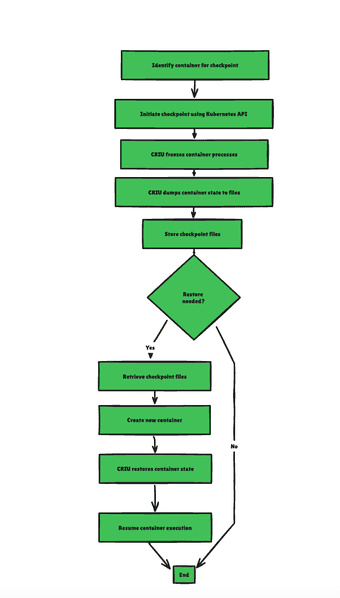 Identify container for checkpoint
Initiate checkpoint using Kubernetes API
CRIU freezes container processes
CRIU dumps container state to files
Store checkpoint files
Restore
needed?
Yes
Retrieve checkpoint files
Create new container
No
CRIU restores container state
Resume container execution
End